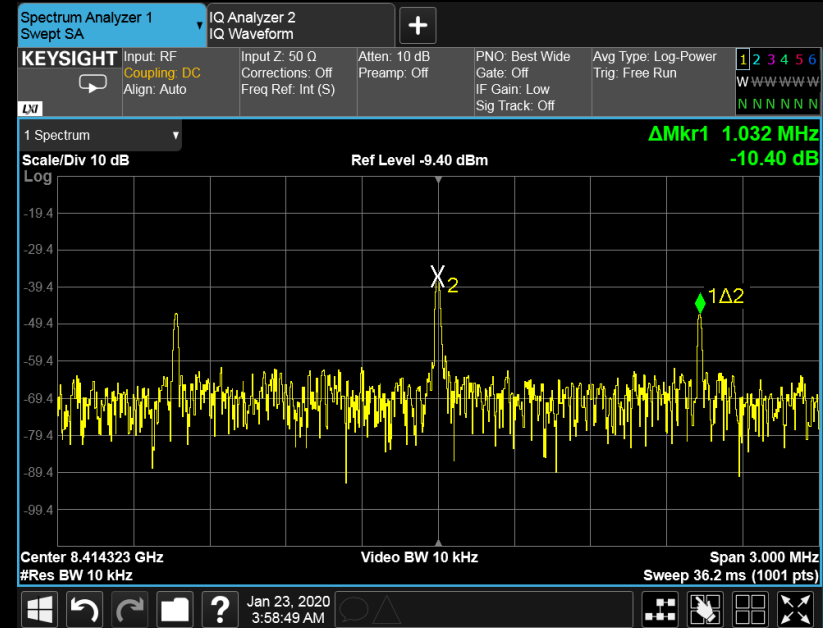 Spectrum Analyzer 1
Swept SA
IQ Analyzer 2
IQ Waveform
KEYSIGHT
LXI
Input: RF
Coupling: DC
Align: Auto
Input Z: 50 Ω
Corrections: Off
Freq Ref: Int (S)
Atten: 10 dB
Preamp: Off
PNO: Best Wide
Gate: Off
IF Gain: Low
Sig Track: Off
Avg Type: Log-Power
Trig: Free Run
1 2 3 4 5 6
W W W W W W
N N N N N N
1 Spectrum
ΔMkr1 1.032 MHz
-10.40 dB
Scale/Div 10 dB
Ref Level -9.40 dBm
Log
-19.4
-29.4
-39.4
-49.4
-59.4
-69.4
-79.4
-89.4
-99.4
X 2
1Δ2
Center 8.414323 GHz
Video BW 10 kHz
Span 3.000 MHz
#Res BW 10 kHz
Sweep 36.2 ms (1001 pts)
?
Jan 23, 2020
3:58:49 AM